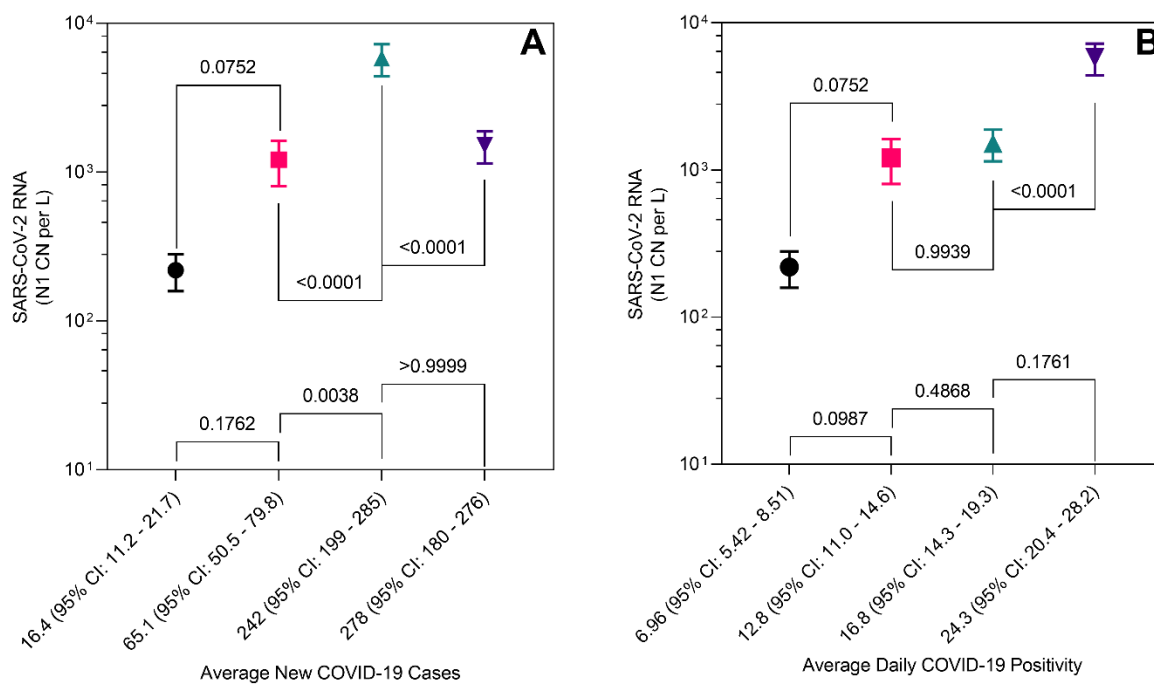 A
SARS-CoV-2 RNA
(N1 CN per L)
10⁴
10³
10²
10¹
0.0752
<0.0001
<0.0001
>0.9999
0.0038
0.1762
16.4 (95% CI: 11.2 - 21.7)
65.1 (95% CI: 50.5 - 79.8)
242 (95% CI: 199 - 285)
278 (95% CI: 180 - 276)
Average New COVID-19 Cases
B
SARS-CoV-2 RNA
(N1 CN per L)
10⁴
10³
10²
10¹
0.0752
<0.0001
0.9939
0.1761
0.4868
0.0987
6.96 (95% CI: 5.42 - 8.51)
12.8 (95% CI: 11.0 - 14.6)
16.8 (95% CI: 14.3 - 19.3)
24.3 (95% CI: 20.4 - 28.2)
Average Daily COVID-19 Positivity